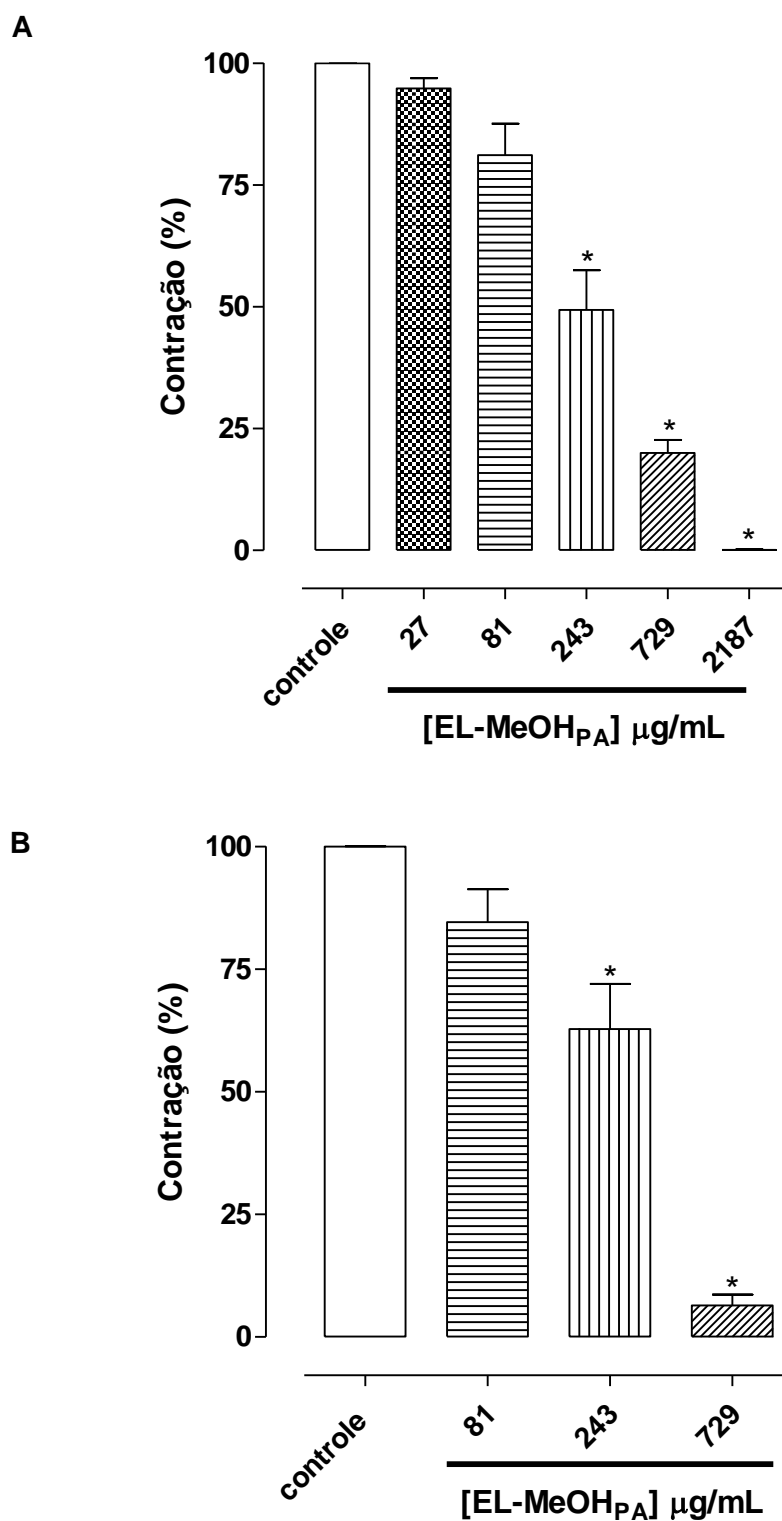 A
Contração (%)
100
75
50
25
0
*
*
*
controle
27
81
243
729
2187
[EL-MeOHPA] µg/mL
B
Contração (%)
100
75
50
25
0
*
*
controle
81
243
729
[EL-MeOHPA] µg/mL